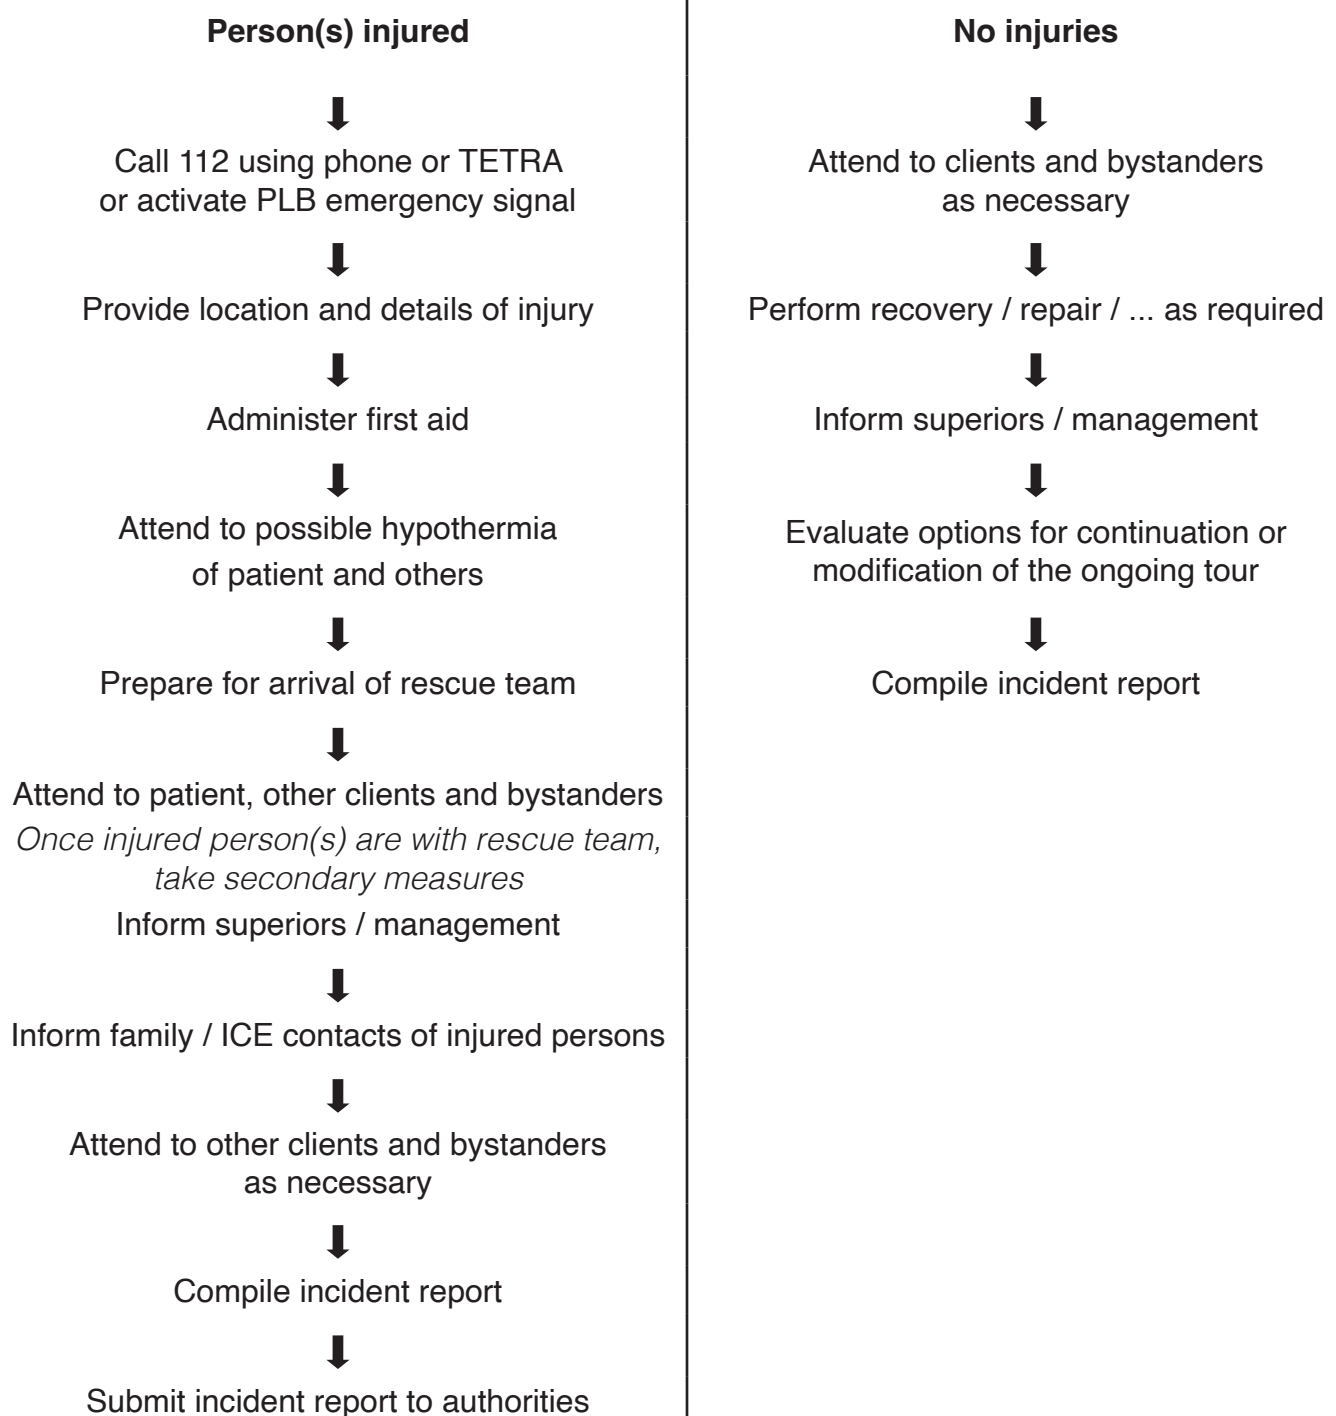 Person(s) injured
Call 112 using phone or TETRA
or activate PLB emergency signal
Provide location and details of injury
Administer first aid
Attend to possible hypothermia
of patient and others
Prepare for arrival of rescue team
Attend to patient, other clients and bystanders
Once injured person(s) are with rescue team,
take secondary measures
Inform superiors / management
Inform family / ICE contacts of injured persons
Attend to other clients and bystanders
as necessary
Compile incident report
Submit incident report to authorities
No injuries
Attend to clients and bystanders
as necessary
Perform recovery / repair / ... as required
Inform superiors / management
Evaluate options for continuation or
modification of the ongoing tour
Compile incident report